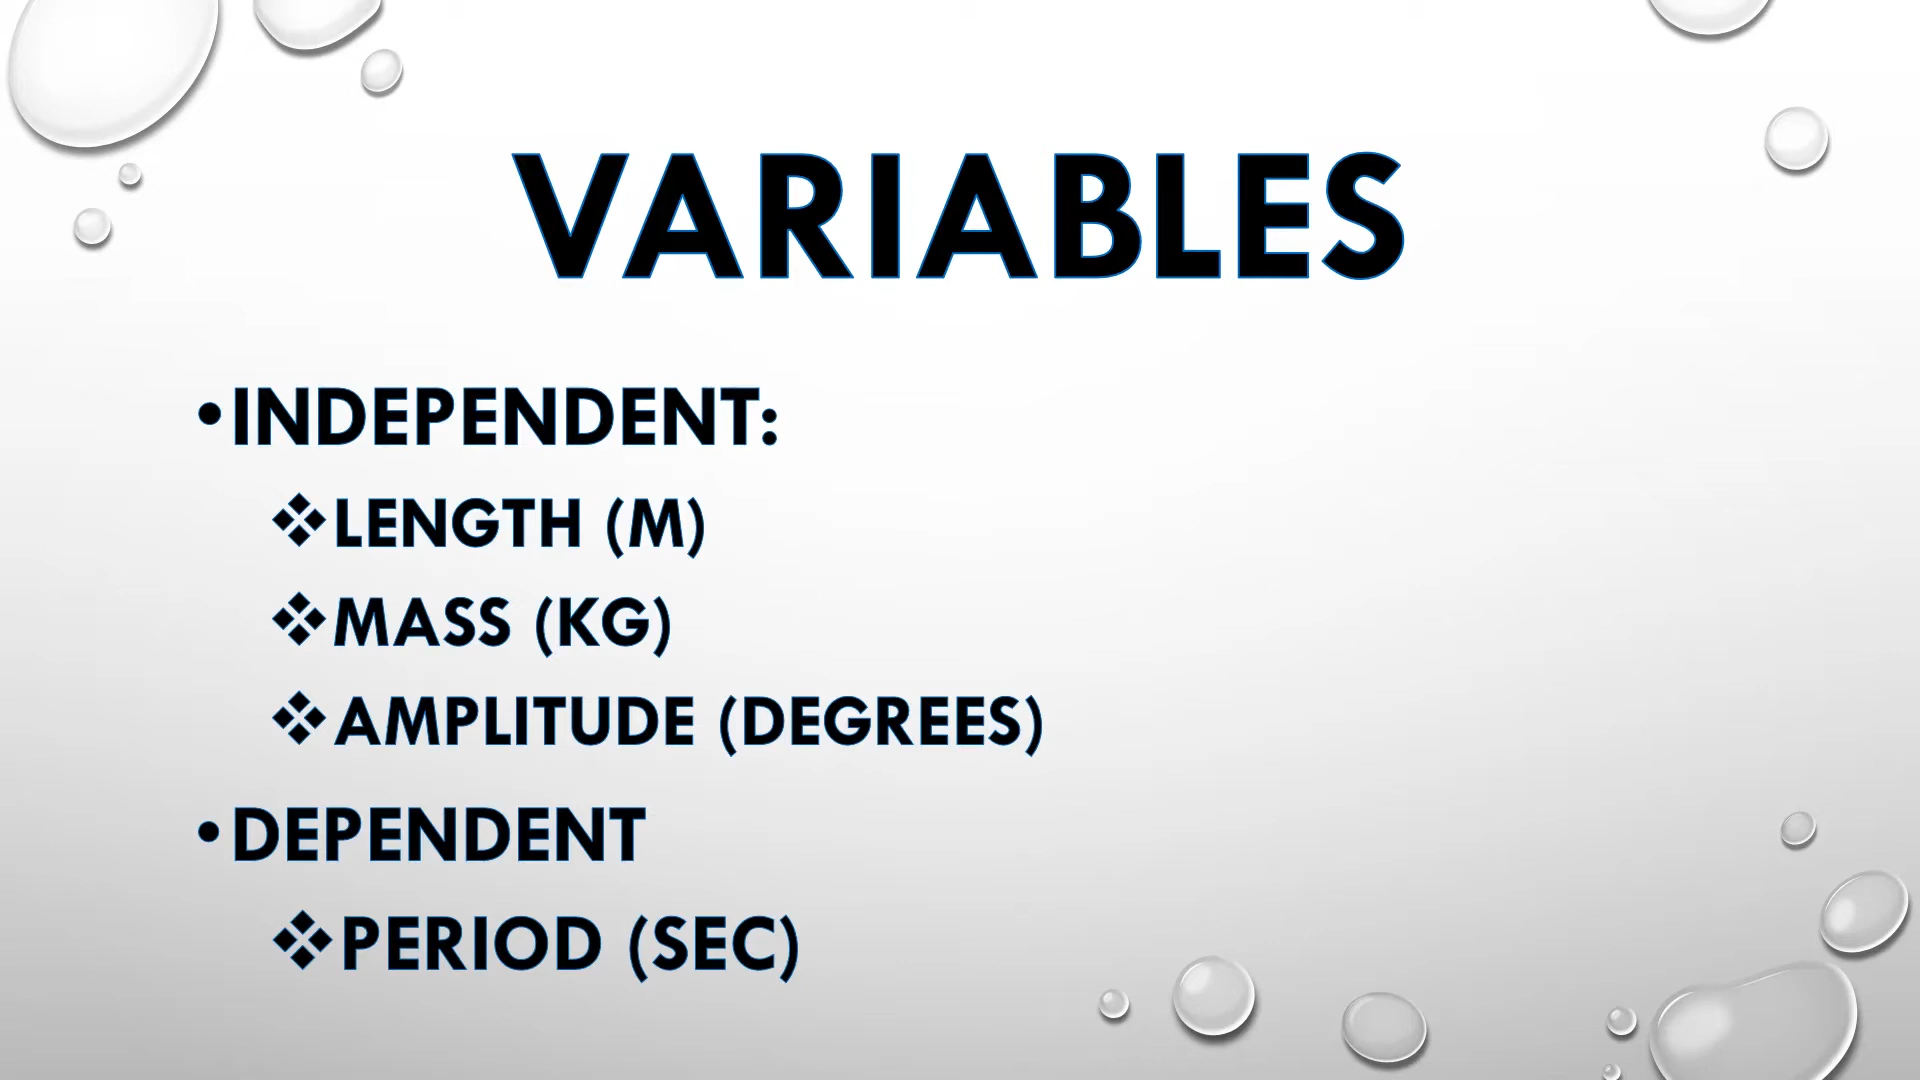 VARIABLES
•INDEPENDENT:
❖LENGTH (M)
❖MASS (KG)
❖AMPLITUDE (DEGREES)
•DEPENDENT
❖PERIOD (SEC)